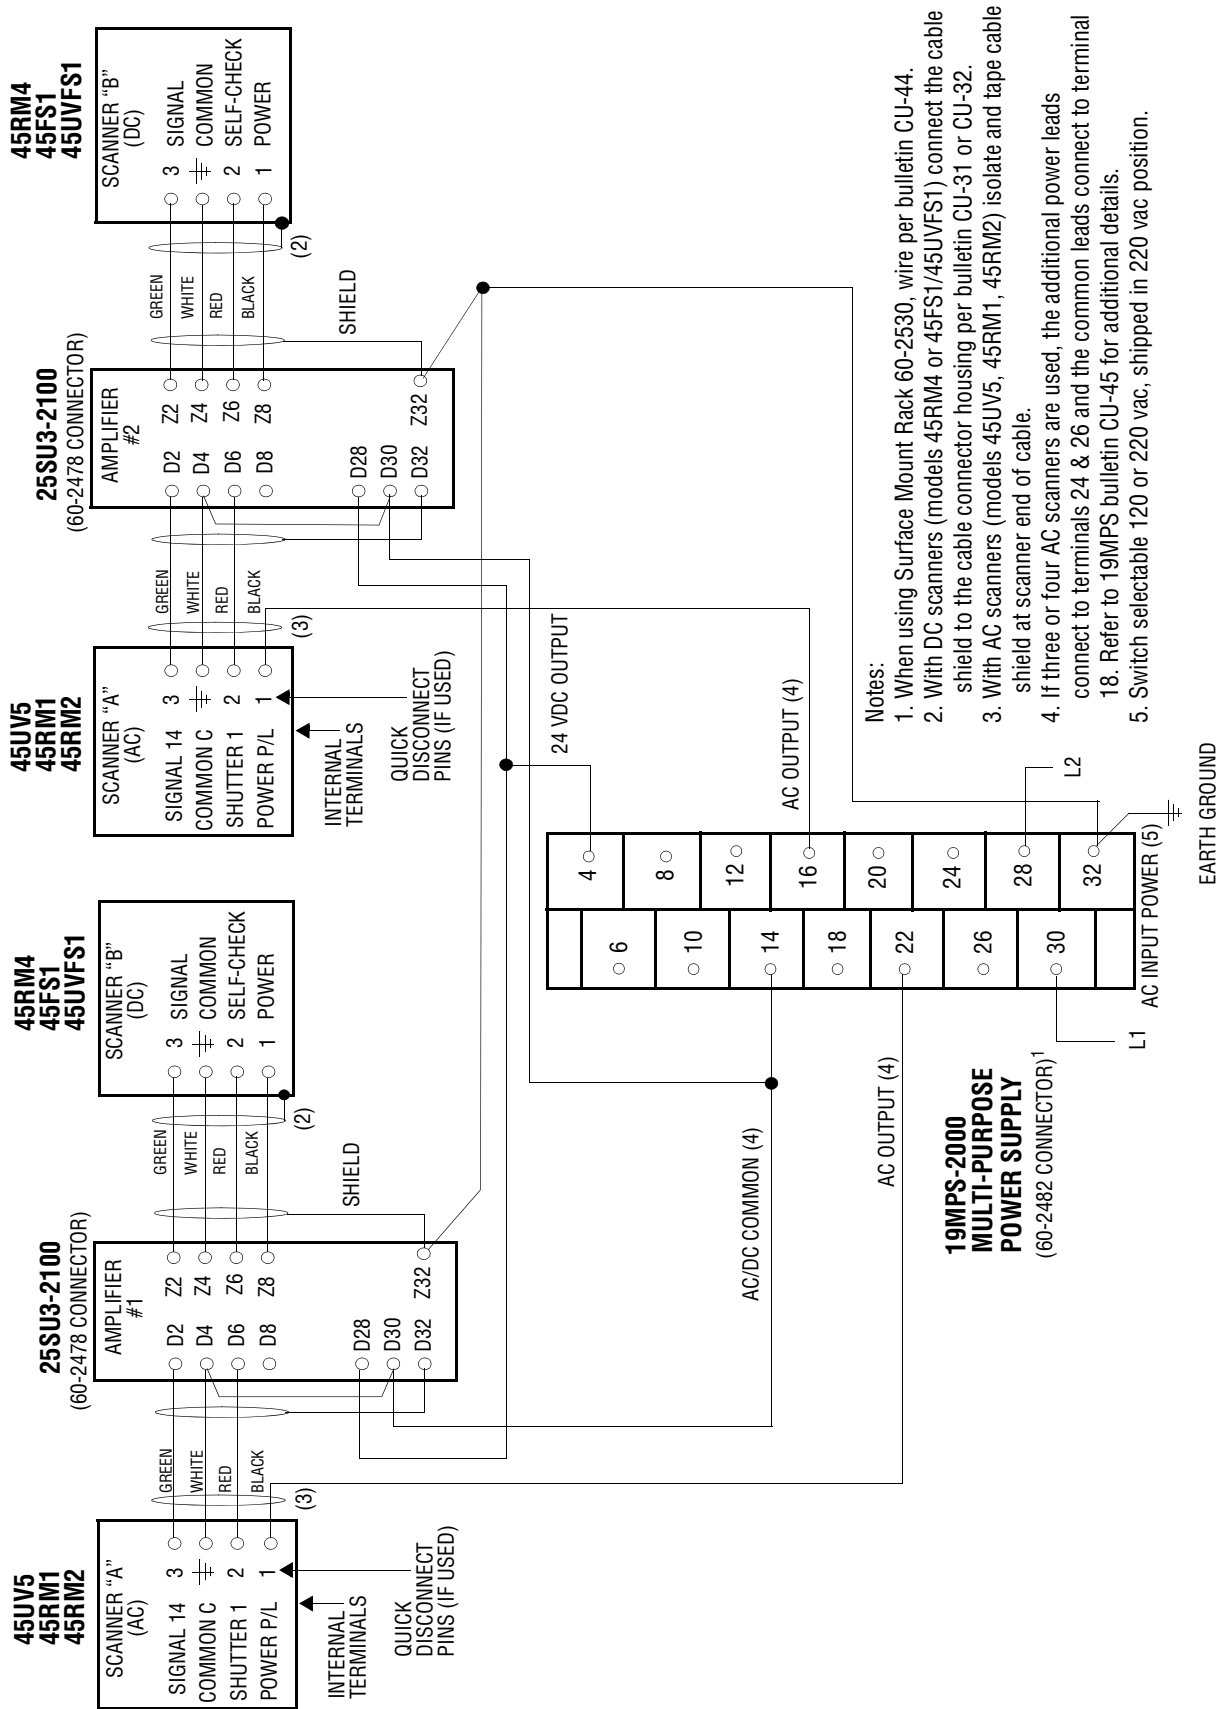 45UV5
45RM1
45RM2
SCANNER “A”
(AC)
SIGNAL 14 3
COMMON C
SHUTTER 1 2
POWER P/L 1
INTERNAL
TERMINALS
QUICK
DISCONNECT
PINS (IF USED)
GREEN
WHITE
RED
BLACK
(3)
25SU3-2100
(60-2478 CONNECTOR)
AMPLIFIER
#1
D2 Z2
D4 Z4
D6 Z6
D8 Z8
D28
D30
D32 Z32
SHIELD
GREEN
WHITE
RED
BLACK
(2)
45RM4
45FS1
45UVFS1
SCANNER “B”
(DC)
3 SIGNAL
COMMON
2 SELF-CHECK
1 POWER
45UV5
45RM1
45RM2
SCANNER “A”
(AC)
SIGNAL 14 3
COMMON C
SHUTTER 1 2
POWER P/L 1
INTERNAL
TERMINALS
QUICK
DISCONNECT
PINS (IF USED)
GREEN
WHITE
RED
BLACK
(3)
25SU3-2100
(60-2478 CONNECTOR)
AMPLIFIER
#2
D2 Z2
D4 Z4
D6 Z6
D8 Z8
D28
D30
D32 Z32
SHIELD
GREEN
WHITE
RED
BLACK
(2)
45RM4
45FS1
45UVFS1
SCANNER “B”
(DC)
3 SIGNAL
COMMON
2 SELF-CHECK
1 POWER
24 VDC OUTPUT
AC/DC COMMON (4)
AC OUTPUT (4)
AC OUTPUT (4)
19MPS-2000
MULTI-PURPOSE
POWER SUPPLY
(60-2482 CONNECTOR)1
4
6
8
10
12
14
16
18
20
22
24
26
28
30
32
L1
AC INPUT POWER (5)
L2
EARTH GROUND
Notes:
1. When using Surface Mount Rack 60-2530, wire per bulletin CU-44.
2. With DC scanners (models 45RM4 or 45FS1/45UVFS1) connect the cable
shield to the cable connector housing per bulletin CU-31 or CU-32.
3. With AC scanners (models 45UV5, 45RM1, 45RM2) isolate and tape cable
shield at scanner end of cable.
4. If three or four AC scanners are used, the additional power leads
connect to terminals 24 & 26 and the common leads connect to terminal
18. Refer to 19MPS bulletin CU-45 for additional details.
5. Switch selectable 120 or 220 vac, shipped in 220 vac position.